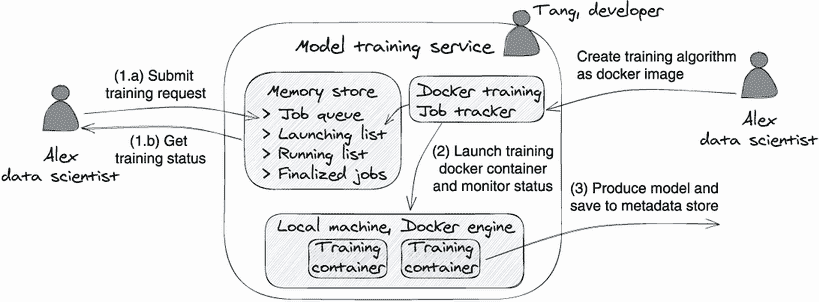 Tang, developer
Model training service
(1.a) Submit
training request
(1.b) Get
training status
Alex
data scientist
Memory store
> Job queue
> Launching list
> Running list
> Finalized jobs
Docker training
Job tracker
Create training algorithm
as docker image
Alex
data scientist
(2) Launch training
docker container
and monitor status
(3) Produce model and
save to metadata store
Local machine, Docker engine
Training
container
Training
container